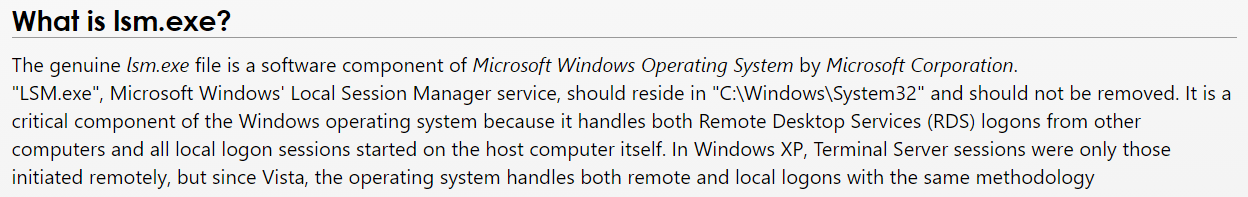 What is lsm.exe?
The genuine lsm.exe file is a software component of Microsoft Windows Operating System by Microsoft Corporation.
"LSM.exe", Microsoft Windows' Local Session Manager service, should reside in "C:\Windows\System32" and should not be removed. It is a
critical component of the Windows operating system because it handles both Remote Desktop Services (RDS) logons from other
computers and all local logon sessions started on the host computer itself. In Windows XP, Terminal Server sessions were only those
initiated remotely, but since Vista, the operating system handles both remote and local logons with the same methodology